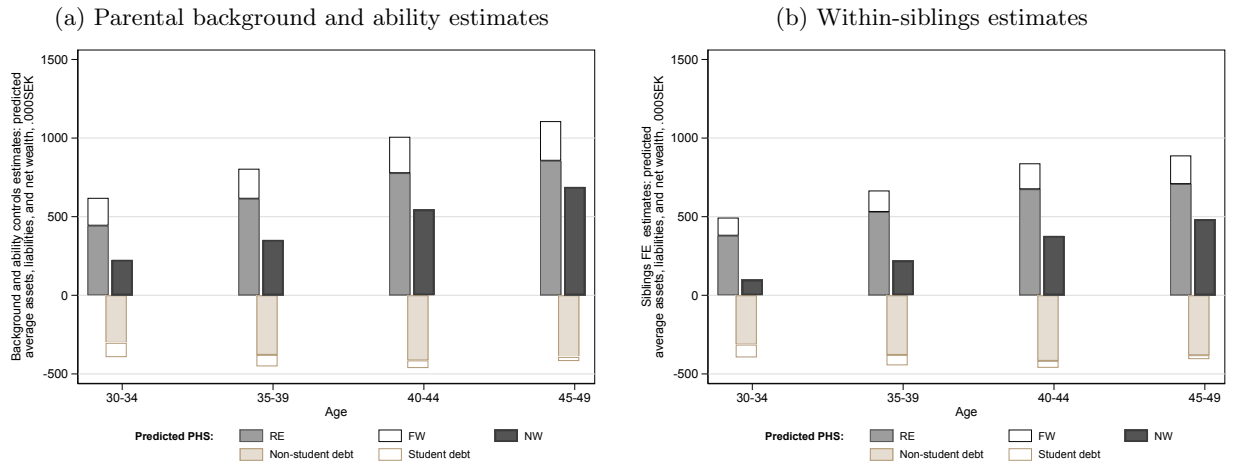 (a) Parental background and ability estimates
Background and ability controls estimates: predicted
average assets, liabilities, and net wealth, .000SEK
1500
1000
500
0
-500
30-34
35-39
40-44
45-49
Age
Predicted PHS:
RE
FW
NW
Non-student debt
Student debt
(b) Within-siblings estimates
Siblings FE estimates: predicted
average assets, liabilities, and net wealth, .000SEK
1500
1000
500
0
-500
30-34
35-39
40-44
45-49
Age
Predicted PHS:
RE
FW
NW
Non-student debt
Student debt